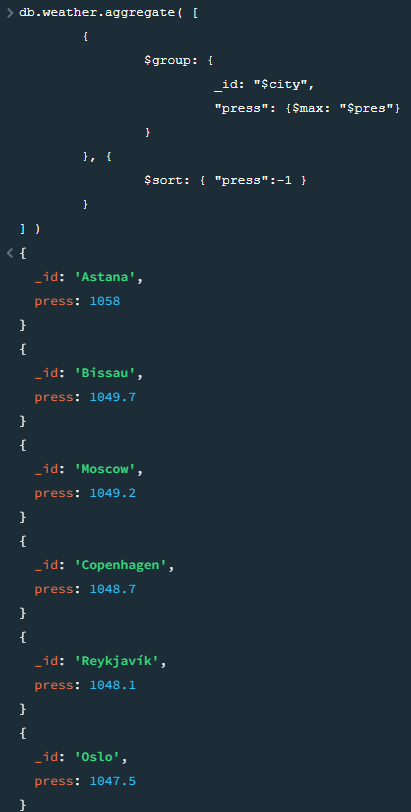 > db.weather.aggregate( [
{
$group: {
_id: "$city",
"press": {$max: "$pres"}
}
}, {
$sort: { "press":-1 }
}
] )
< {
_id: 'Astana',
press: 1058
}
{
_id: 'Bissau',
press: 1049.7
}
{
_id: 'Moscow',
press: 1049.2
}
{
_id: 'Copenhagen',
press: 1048.7
}
{
_id: 'Reykjavík',
press: 1048.1
}
{
_id: 'Oslo',
press: 1047.5
}